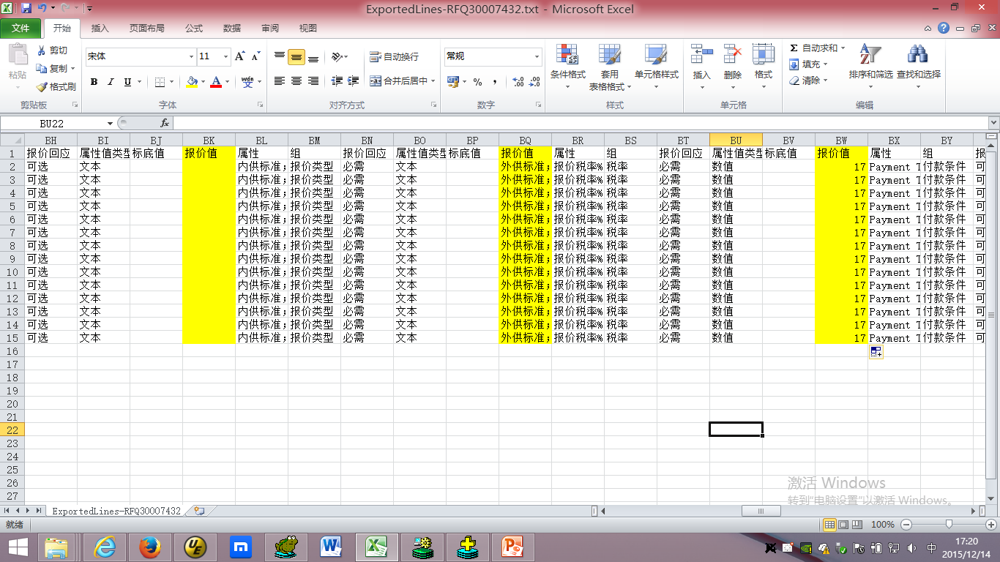 ExportedLines-RFQ30007432.txt - Microsoft Excel
文件 开始 插入 页面布局 公式 数据 审阅 视图
粘贴 剪切 复制 格式刷 剪贴板
宋体 11 字体
自动换行 合并后居中 对齐方式
常规 数字
条件格式 套用表格格式 单元格样式 样式
插入 删除 格式 单元格
自动求和 填充 清除 排序和筛选 查找和选择 编辑
BU22 fx
BH BI BJ BK BL BM BN BO BP BQ BR BS BT BU BV BW BX BY
1 报价回应 属性值类型 标底值 报价值 属性 组 报价回应 属性值类型 标底值 报价值 属性 组 报价回应 属性值类型 标底值 报价值 属性 组 报
2 可选 文本 内供标准; 报价类型 必需 文本 外供标准; 报价税率% 税率 必需 数值 17 Payment T 付款条件 可
3 可选 文本 内供标准; 报价类型 必需 文本 外供标准; 报价税率% 税率 必需 数值 17 Payment T 付款条件 可
4 可选 文本 内供标准; 报价类型 必需 文本 外供标准; 报价税率% 税率 必需 数值 17 Payment T 付款条件 可
5 可选 文本 内供标准; 报价类型 必需 文本 外供标准; 报价税率% 税率 必需 数值 17 Payment T 付款条件 可
6 可选 文本 内供标准; 报价类型 必需 文本 外供标准; 报价税率% 税率 必需 数值 17 Payment T 付款条件 可
7 可选 文本 内供标准; 报价类型 必需 文本 外供标准; 报价税率% 税率 必需 数值 17 Payment T 付款条件 可
8 可选 文本 内供标准; 报价类型 必需 文本 外供标准; 报价税率% 税率 必需 数值 17 Payment T 付款条件 可
9 可选 文本 内供标准; 报价类型 必需 文本 外供标准; 报价税率% 税率 必需 数值 17 Payment T 付款条件 可
10 可选 文本 内供标准; 报价类型 必需 文本 外供标准; 报价税率% 税率 必需 数值 17 Payment T 付款条件 可
11 可选 文本 内供标准; 报价类型 必需 文本 外供标准; 报价税率% 税率 必需 数值 17 Payment T 付款条件 可
12 可选 文本 内供标准; 报价类型 必需 文本 外供标准; 报价税率% 税率 必需 数值 17 Payment T 付款条件 可
13 可选 文本 内供标准; 报价类型 必需 文本 外供标准; 报价税率% 税率 必需 数值 17 Payment T 付款条件 可
14 可选 文本 内供标准; 报价类型 必需 文本 外供标准; 报价税率% 税率 必需 数值 17 Payment T 付款条件 可
15 可选 文本 内供标准; 报价类型 必需 文本 外供标准; 报价税率% 税率 必需 数值 17 Payment T 付款条件 可
16
17
18
19
20
21
22
23
24
25
26
27
激活 Windows
转到“电脑设置”以激活 Windows。
ExportedLines-RFQ30007432
就绪 100%
中 17:20
2015/12/14